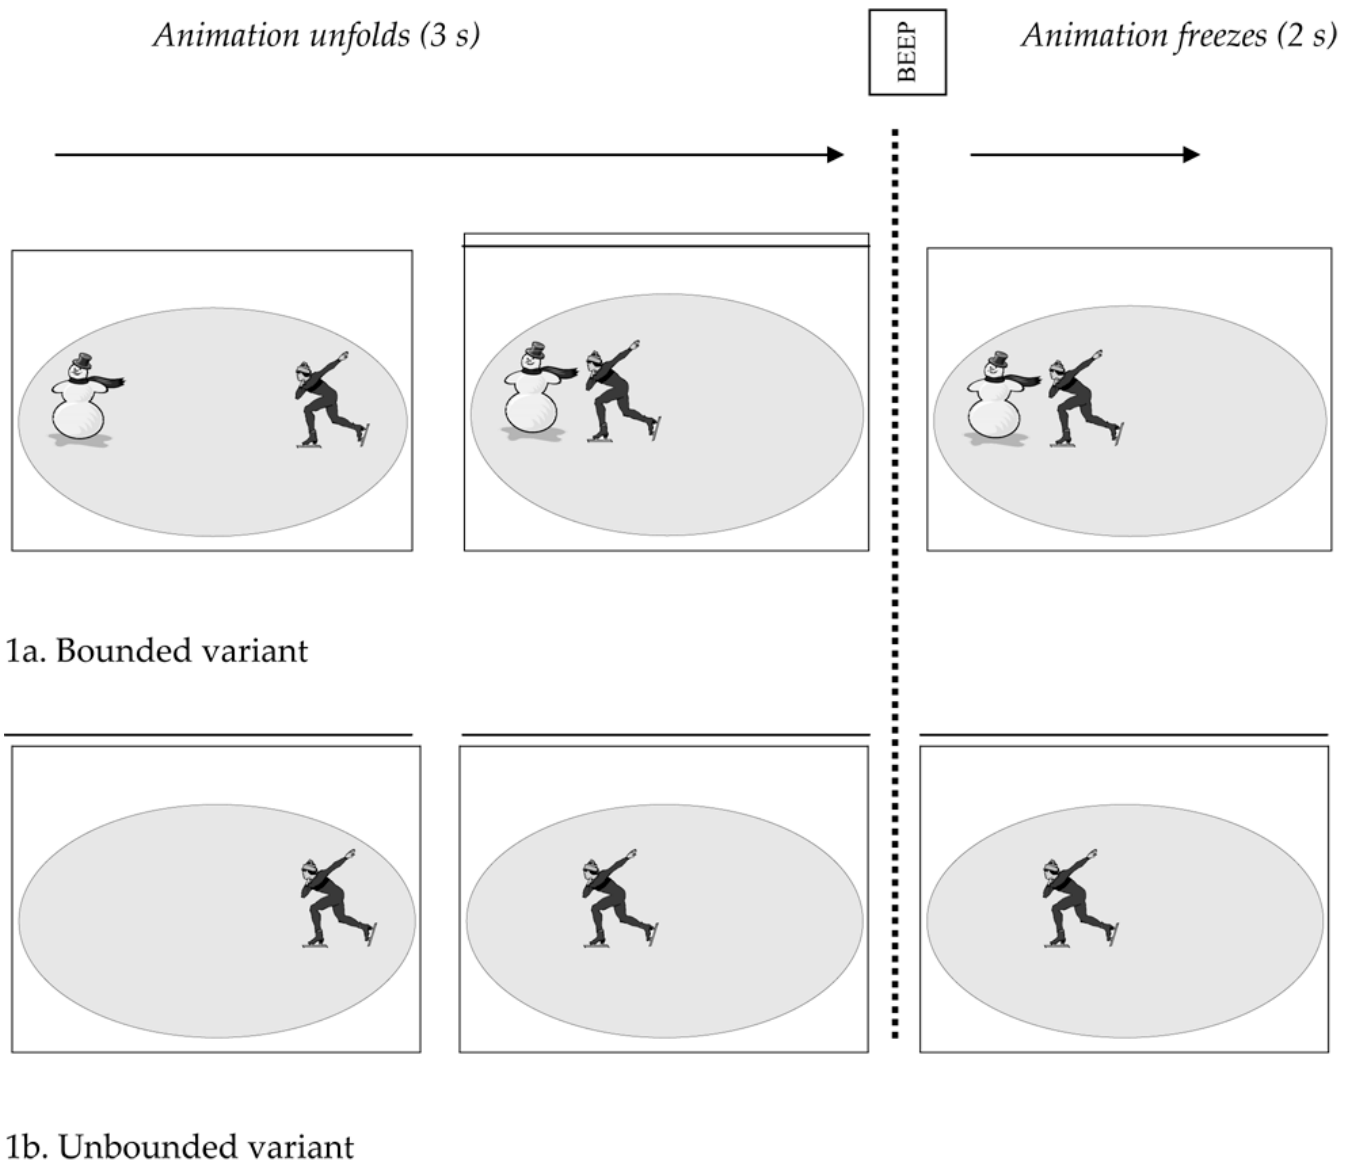 Animation unfolds (3 s)
BEEP
Animation freezes (2 s)
1a. Bounded variant
1b. Unbounded variant